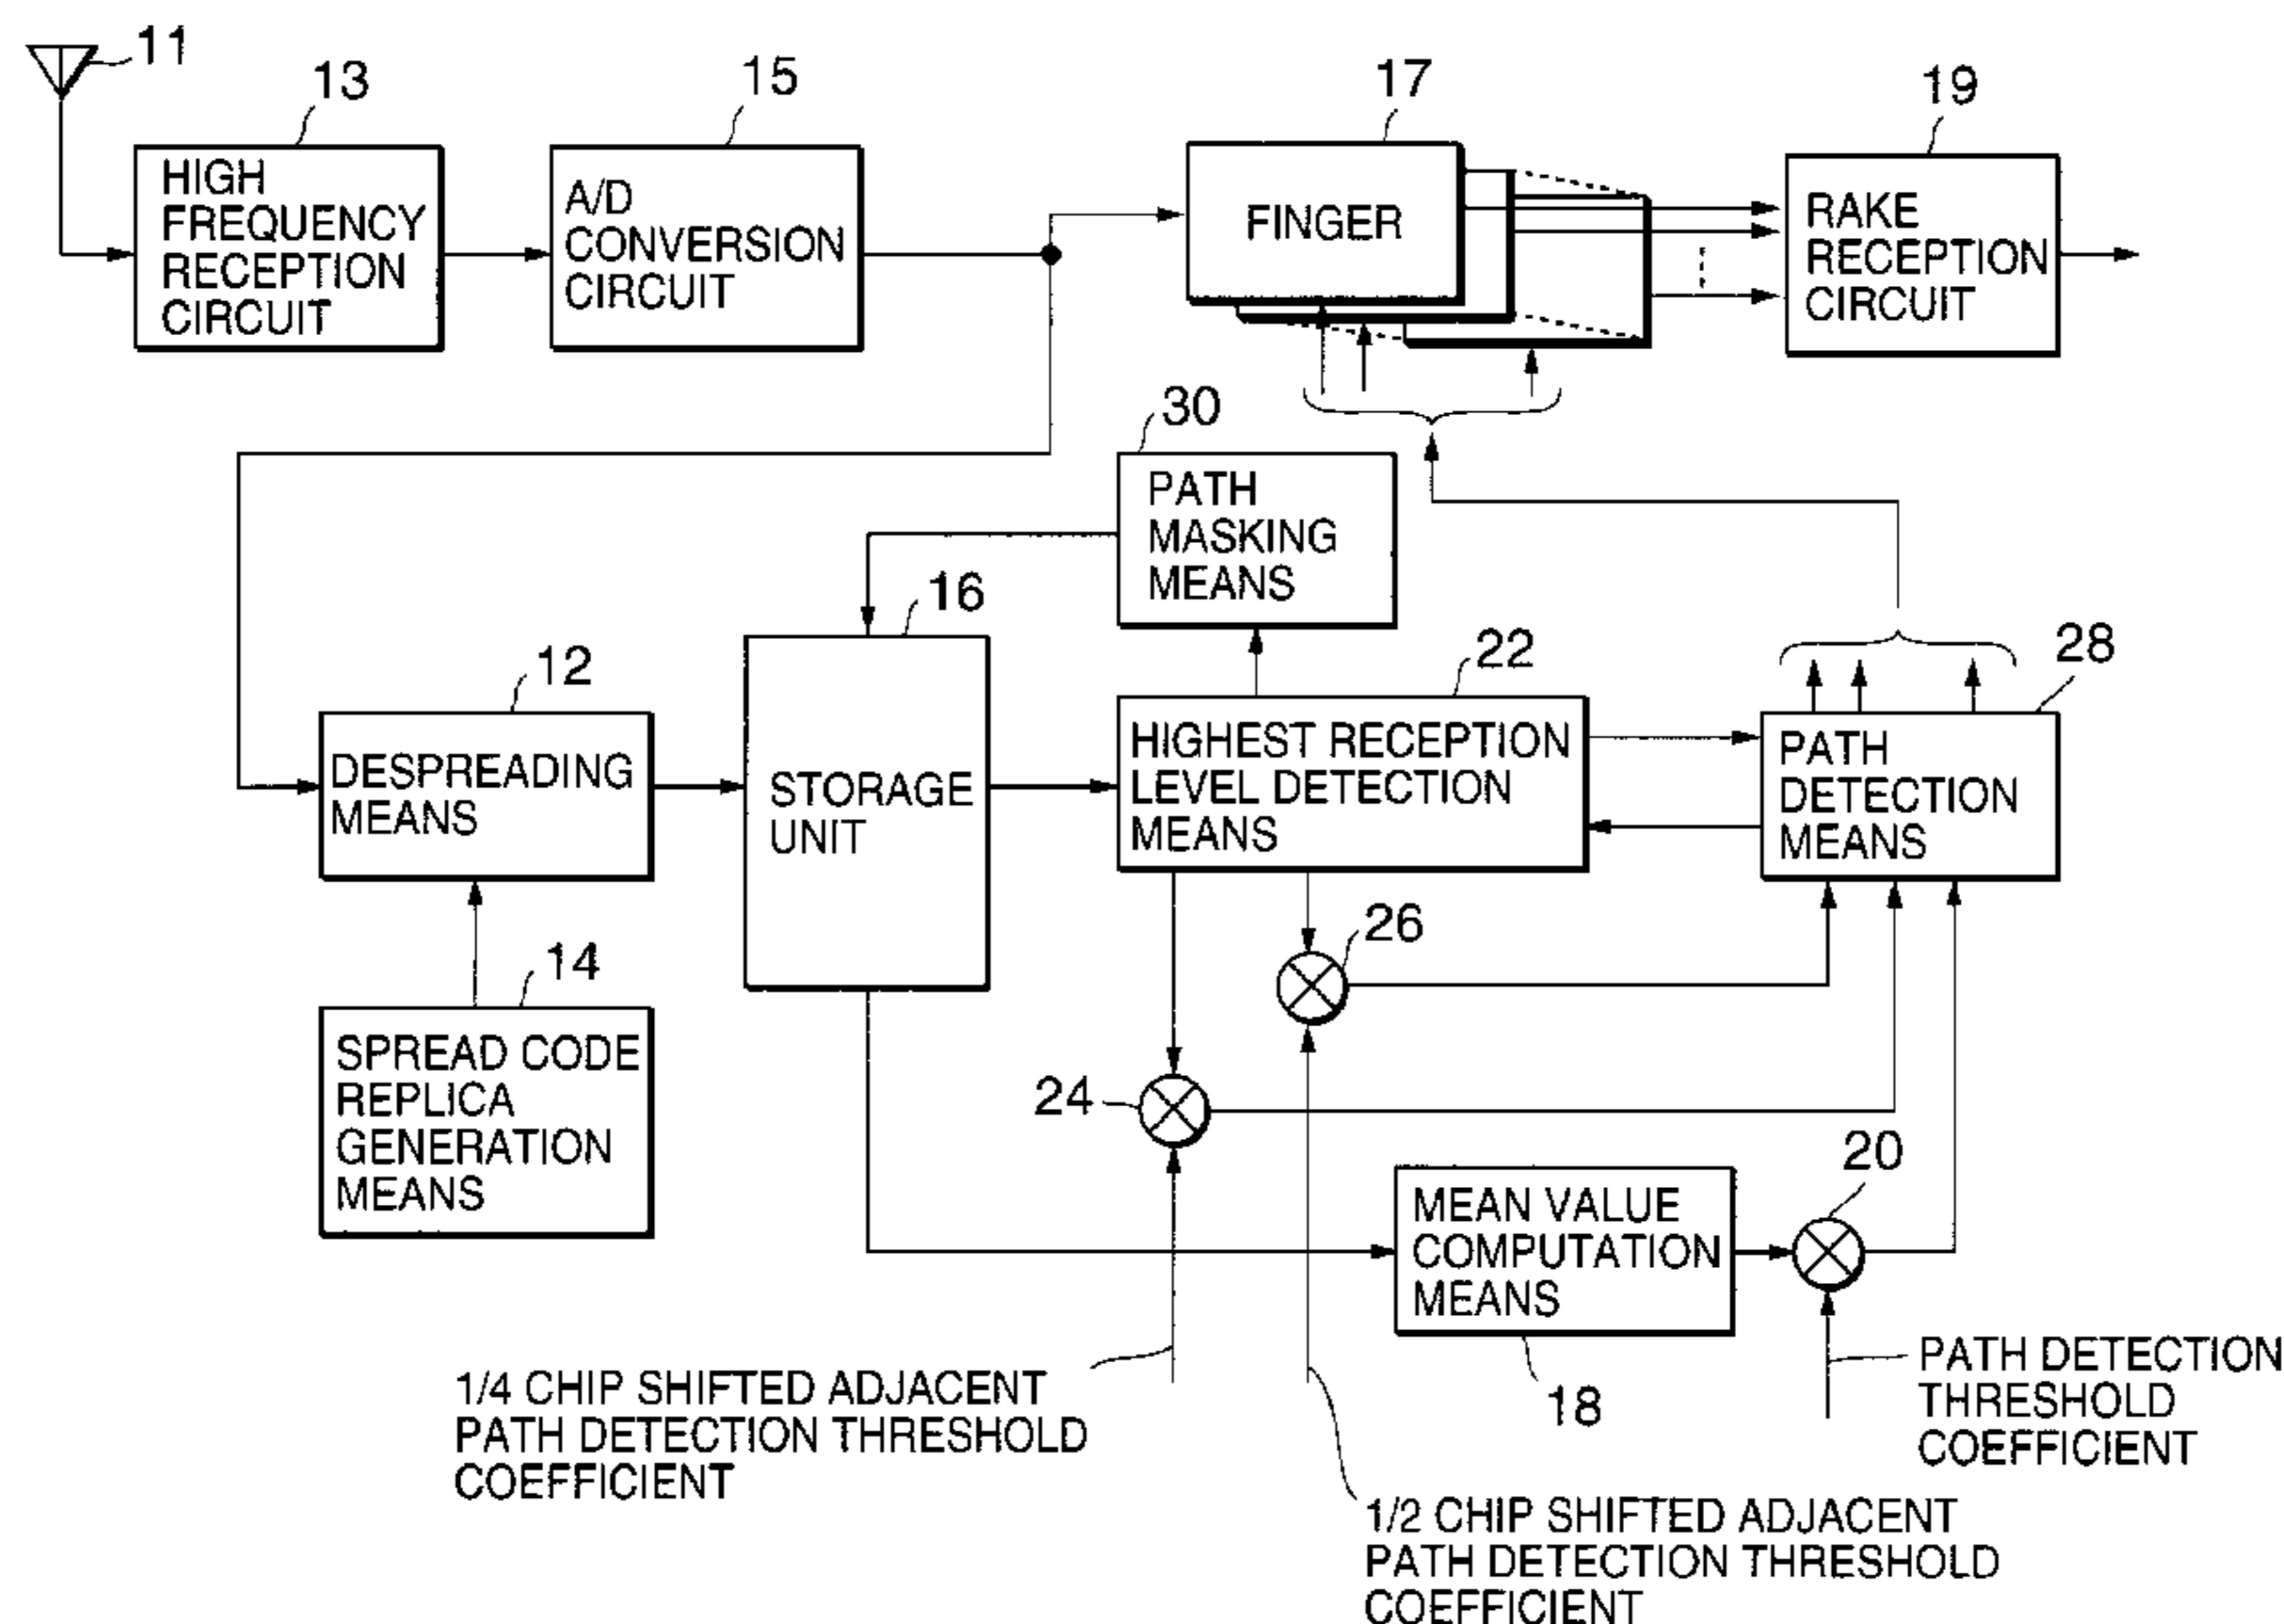 11
13
15
17
19
HIGH
FREQUENCY
RECEPTION
CIRCUIT
A/D
CONVERSION
CIRCUIT
FINGER
RAKE
RECEPTION
CIRCUIT
30
PATH
MASKING
MEANS
16
12
22
28
DESPREADING
MEANS
STORAGE
UNIT
HIGHEST RECEPTION
LEVEL DETECTION
MEANS
PATH
DETECTION
MEANS
26
14
SPREAD CODE
REPLICA
GENERATION
MEANS
24
20
MEAN VALUE
COMPUTATION
MEANS
18
1/4 CHIP SHIFTED ADJACENT
PATH DETECTION THRESHOLD
COEFFICIENT
PATH DETECTION
THRESHOLD
COEFFICIENT
1/2 CHIP SHIFTED ADJACENT
PATH DETECTION THRESHOLD
COEFFICIENT